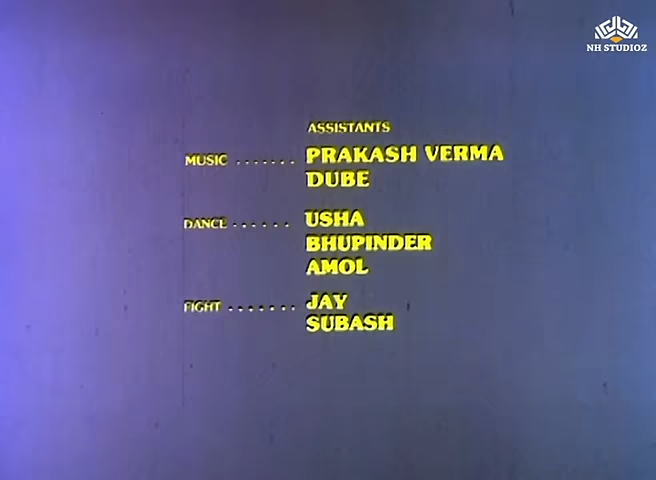 NH STUDIOZ
ASSISTANTS
MUSIC ....... PRAKASH VERMA
DUBE
DANCE ...... USHA
BHUPINDER
AMOL
FIGHT ....... JAY
SUBASH